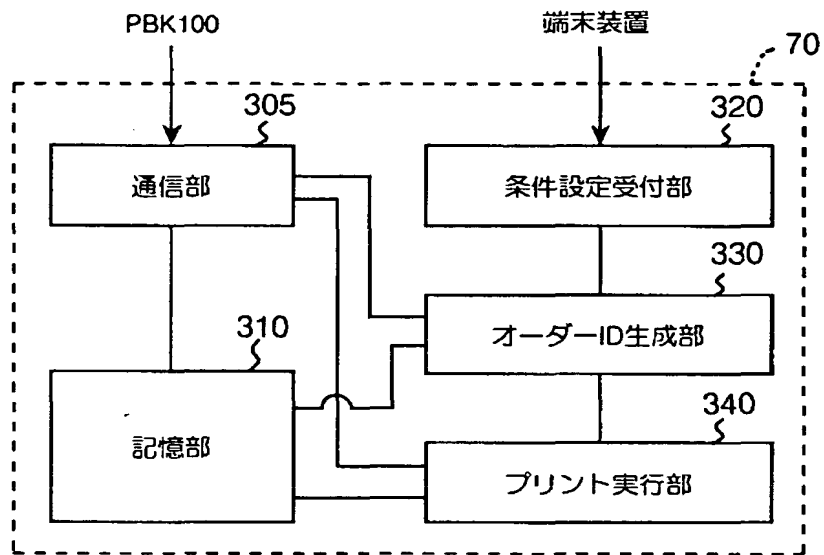 PBK100
端末装置
70
305
通信部
320
条件設定受付部
330
オーダーID生成部
310
記憶部
340
プリント実行部